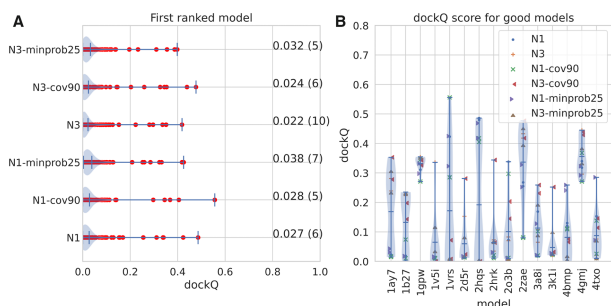 A
First ranked model
N3-minprob25
0.032 (5)
N3-cov90
0.024 (6)
N3
0.022 (10)
N1-minprob25
0.038 (7)
N1-cov90
0.028 (5)
N1
0.027 (6)
0.0 0.2 0.4 0.6 0.8 1.0
dockQ
B
dockQ score for good models
0.8
0.7
0.6
0.5
0.4
0.3
0.2
0.1
0.0
dockQ
N1
N3
N1-cov90
N3-cov90
N1-minprob25
N3-minprob25
1ay7 1b27 1gpw 1v5i 1vrs 2d5r 2hqs 2hrk 2o3b 2zae 3a8i 3k1i 4bmp 4gmj 4txo
model